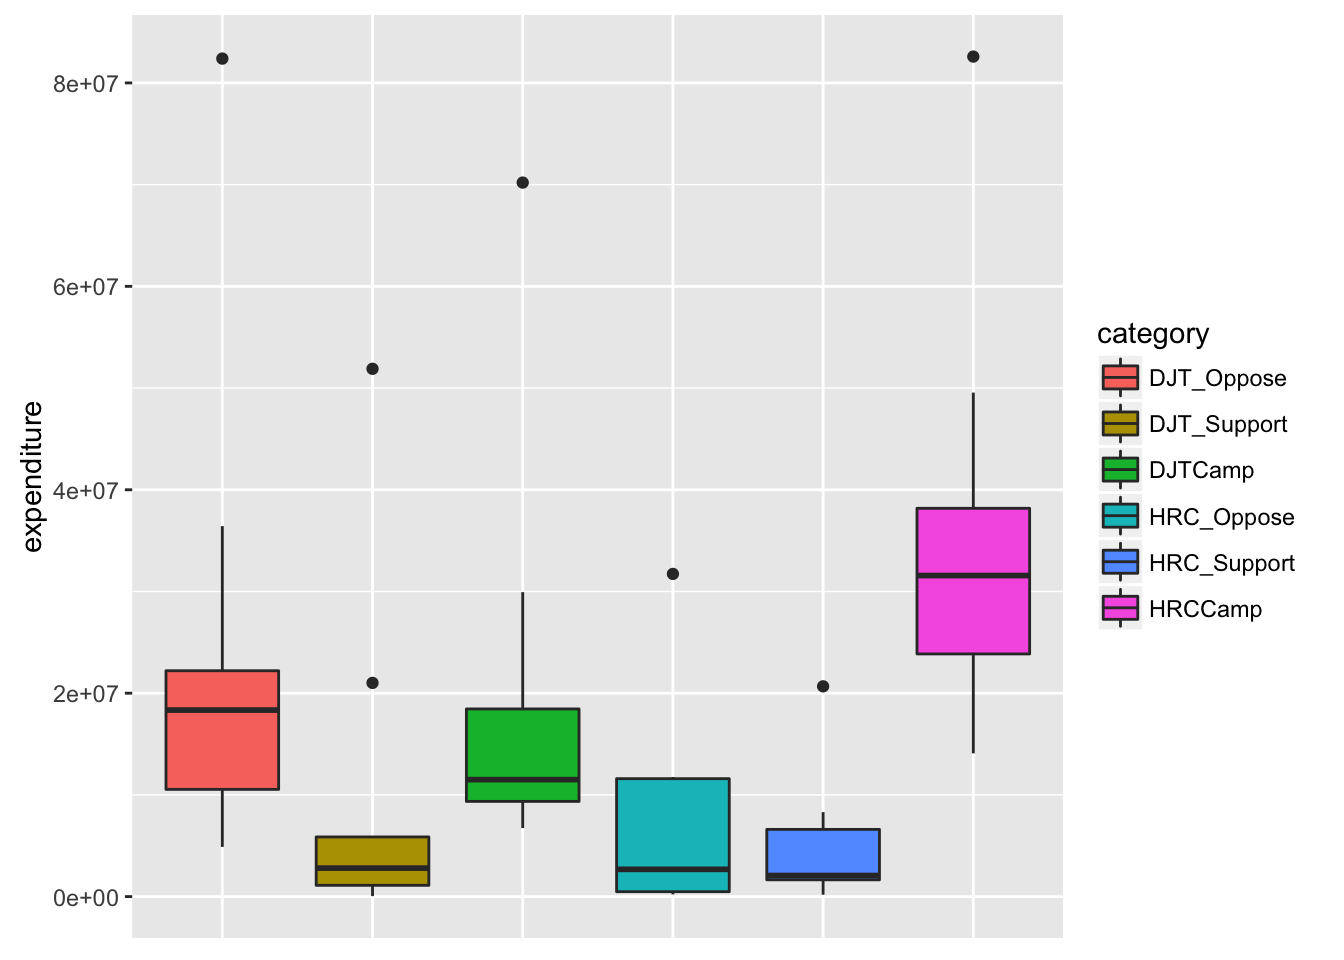 8e+07
6e+07
4e+07
2e+07
0e+00
expenditure
category
DJT_Oppose
DJT_Support
DJTCamp
HRC_Oppose
HRC_Support
HRCCamp